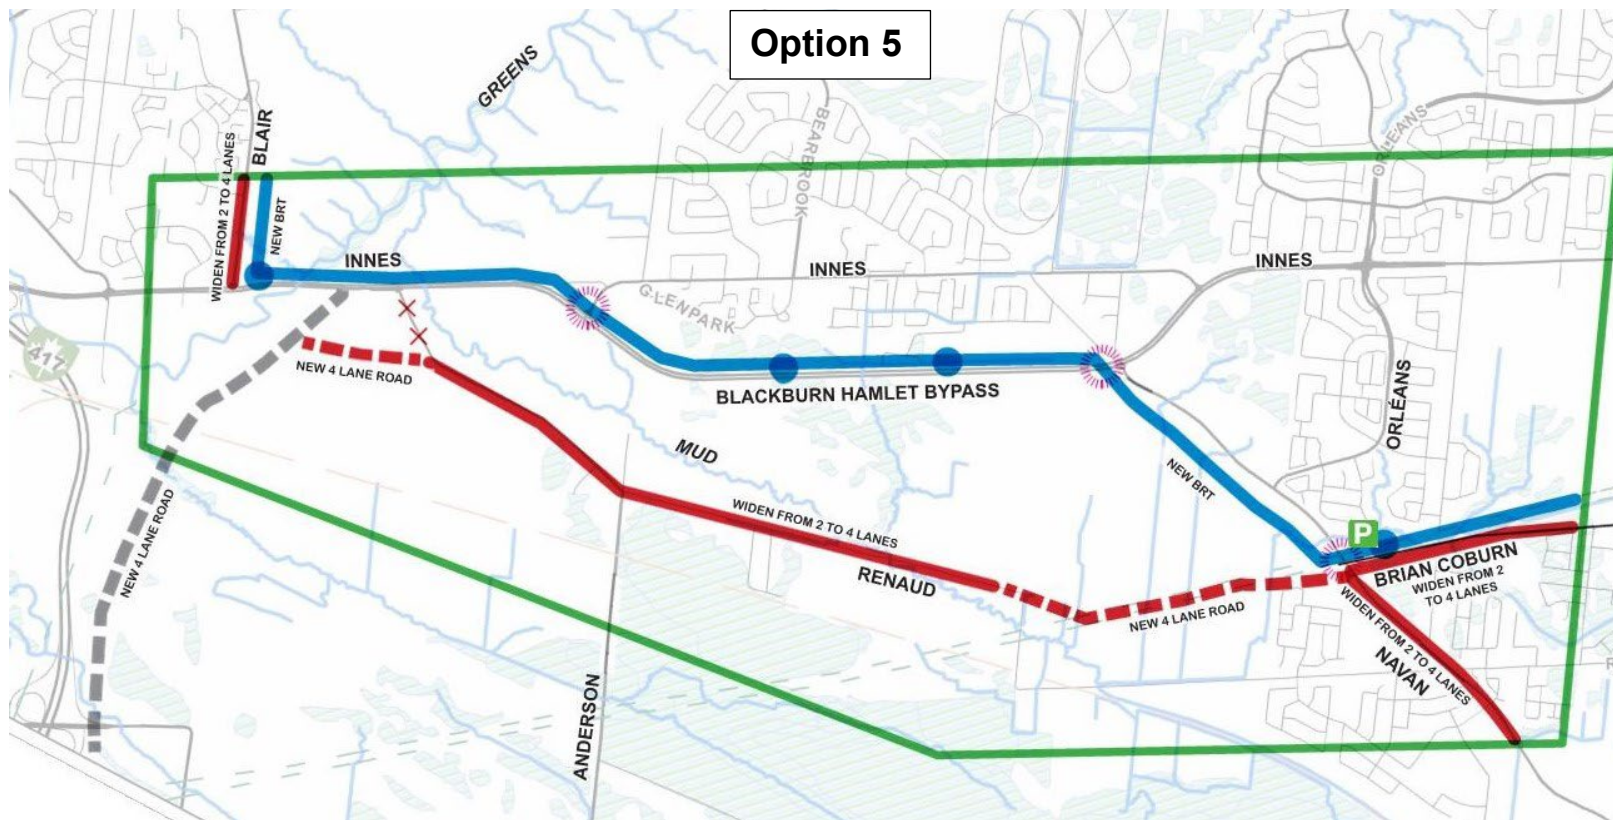 Option 5
GREENS
BLAIR
WIDEN FROM 2 TO 4 LANES
NEW BRT
BEARBROOK
ORLÉANS
INNES
INNES
INNES
GLENPARK
417
NEW 4 LANE ROAD
BLACKBURN HAMLET BYPASS
ORLÉANS
MUD
NEW BRT
NEW 4 LANE ROAD
WIDEN FROM 2 TO 4 LANES
RENAUD
P
BRIAN COBURN
WIDEN FROM 2
TO 4 LANES
NEW 4 LANE ROAD
WIDEN FROM 2 TO 4 LANES
NAVAN
ANDERSON